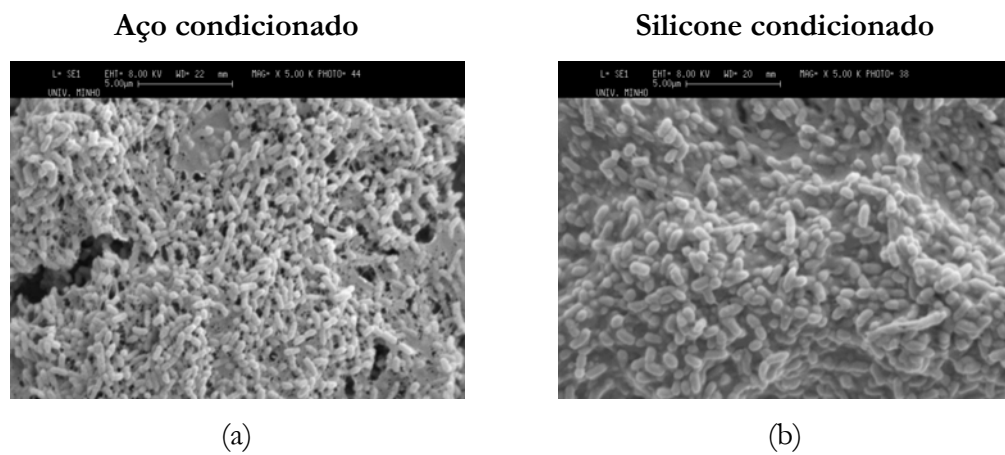 Aço condicionado
Silicone condicionado
L= SE1 EHT= 8.00 KV WD= 22 mm MAG= X 5.00 K PHOTO= 44
5.00µm
UNIV. MINHO
L= SE1 EHT= 8.00 KV WD= 20 mm MAG= X 5.00 K PHOTO= 38
5.00µm
UNIV. MINHO
(a)
(b)